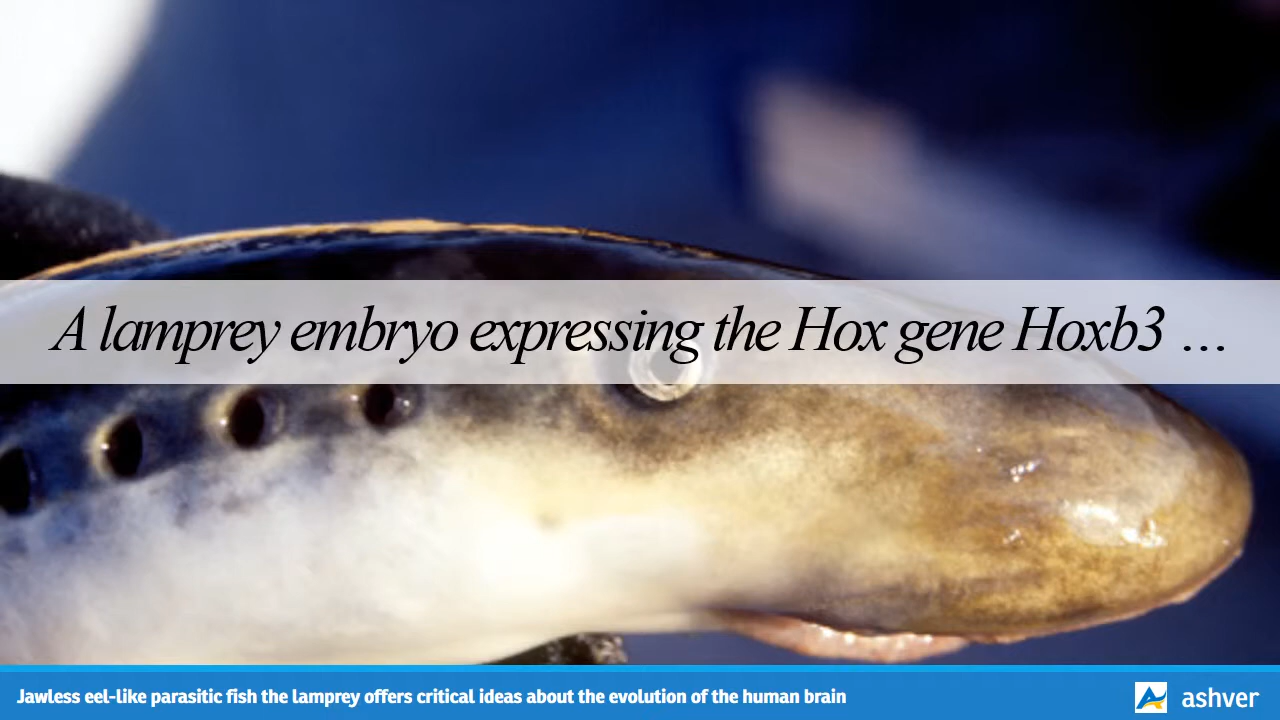 A lamprey embryo expressing the Hox gene Hoxb3 …
Jawless eel-like parasitic fish the lamprey offers critical ideas about the evolution of the human brain
ashver